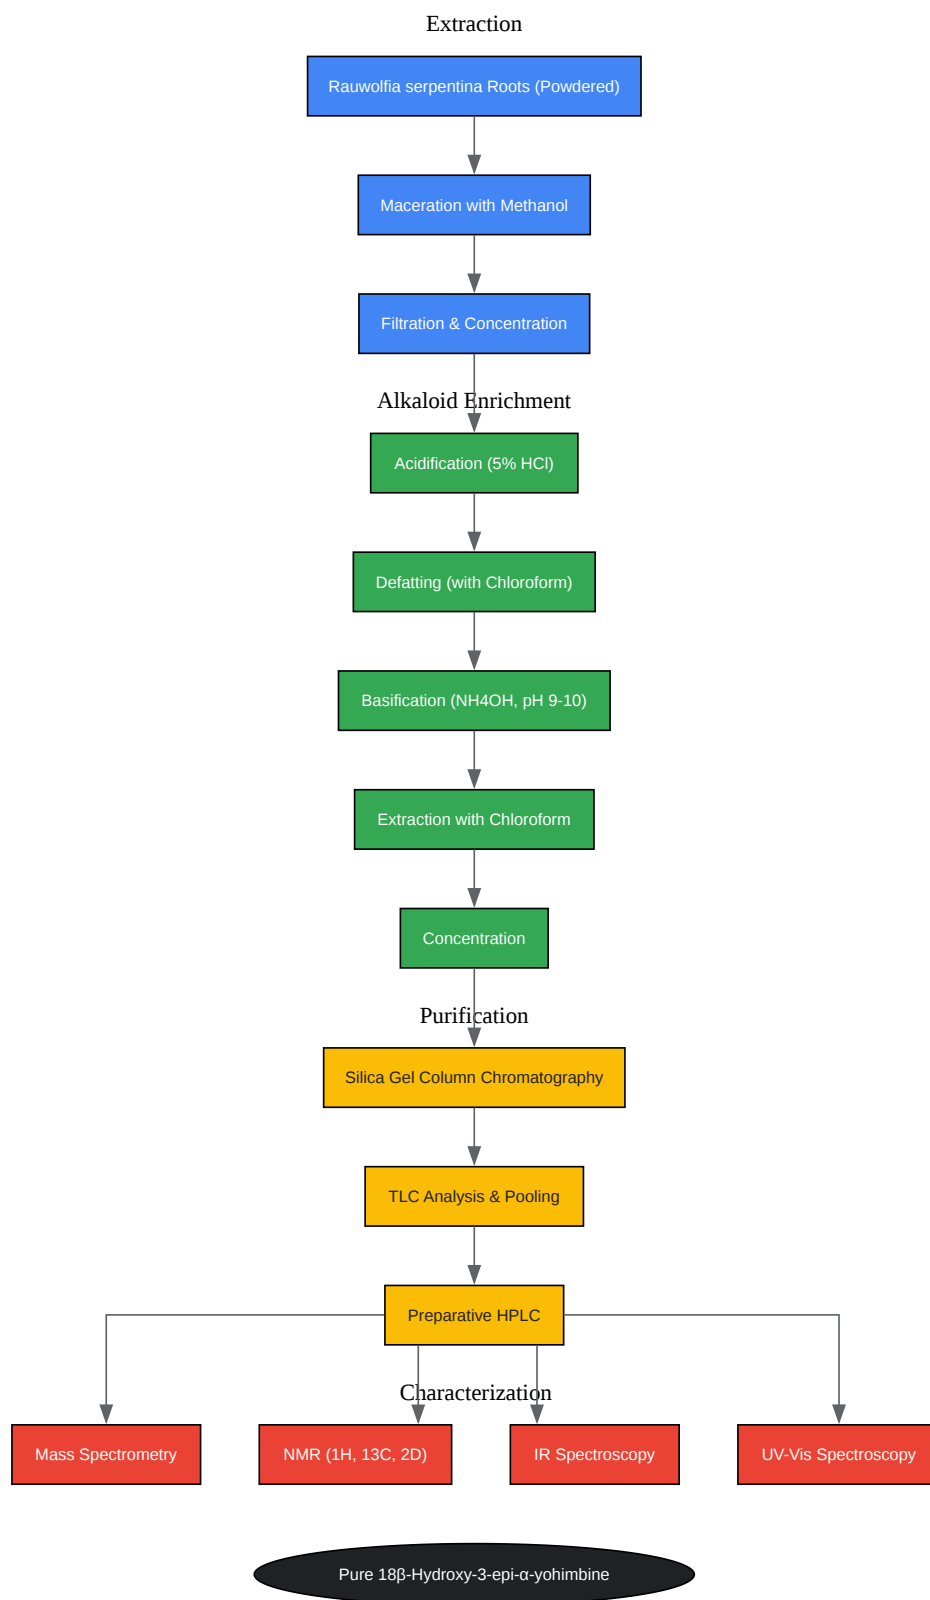 Extraction
Rauwolfia serpentina Roots (Powdered)
Maceration with Methanol
Filtration & Concentration
Alkaloid Enrichment
Acidification (5% HCl)
Defatting (with Chloroform)
Basification (NH4OH, pH 9-10)
Extraction with Chloroform
Concentration
Purification
Silica Gel Column Chromatography
TLC Analysis & Pooling
Preparative HPLC
Characterization
Mass Spectrometry
NMR (1H, 13C, 2D)
IR Spectroscopy
UV-Vis Spectroscopy
Pure 18β-Hydroxy-3-epi-α-yohimbine